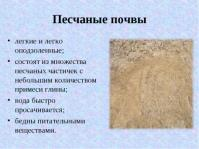 Песчаные почвы
• легкие и легко
оподзоленные;
• состоят из множества
песчаных частичек с
небольшим количеством
примеси глины;
• вода быстро
просачивается;
• бедны питательными
веществами.